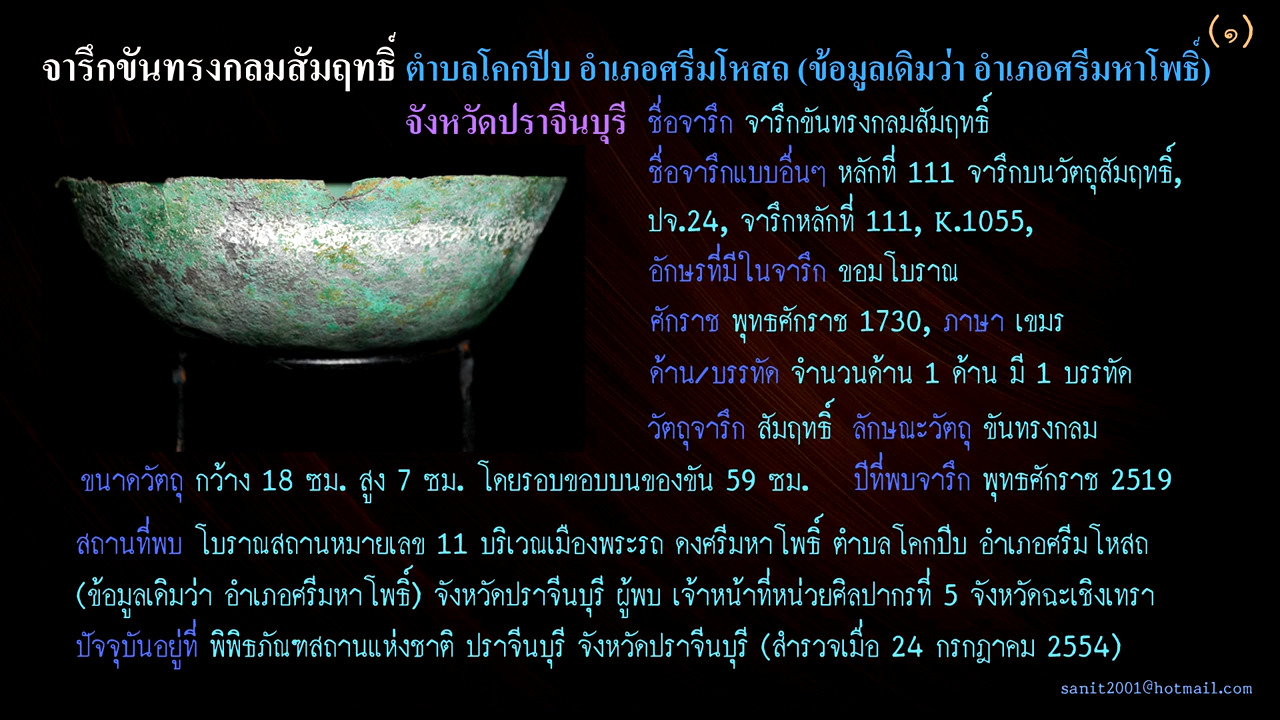 (๑)
จารึกขันทรงกลมสัมฤทธิ์ ตำบลโคกปีบ อำเภอศรีมโหสถ (ข้อมูลเดิมว่า อำเภอศรีมหาโพธิ์)
จังหวัดปราจีนบุรี ชื่อจารึก จารึกขันทรงกลมสัมฤทธิ์
ชื่อจารึกแบบอื่นๆ หลักที่ 111 จารึกบนวัตถุสัมฤทธิ์,
ปจ.24, จารึกหลักที่ 111, K.1055,
อักษรที่มีในจารึก ขอมโบราณ
ศักราช พุทธศักราช 1730, ภาษา เขมร
ด้าน/บรรทัด จำนวนด้าน 1 ด้าน มี 1 บรรทัด
วัตถุจารึก สัมฤทธิ์ ลักษณะวัตถุ ขันทรงกลม
ขนาดวัตถุ กว้าง 18 ซม. สูง 7 ซม. โดยรอบขอบบนของขัน 59 ซม. ปีที่พบจารึก พุทธศักราช 2519
สถานที่พบ โบราณสถานหมายเลข 11 บริเวณเมืองพระรถ ดงศรีมหาโพธิ์ ตำบลโคกปีบ อำเภอศรีมโหสถ
(ข้อมูลเดิมว่า อำเภอศรีมหาโพธิ์) จังหวัดปราจีนบุรี ผู้พบ เจ้าหน้าที่หน่วยศิลปากรที่ 5 จังหวัดฉะเชิงเทรา
ปัจจุบันอยู่ที่ พิพิธภัณฑสถานแห่งชาติ ปราจีนบุรี จังหวัดปราจีนบุรี (สำรวจเมื่อ 24 กรกฎาคม 2554)
sanit2001@hotmail.com